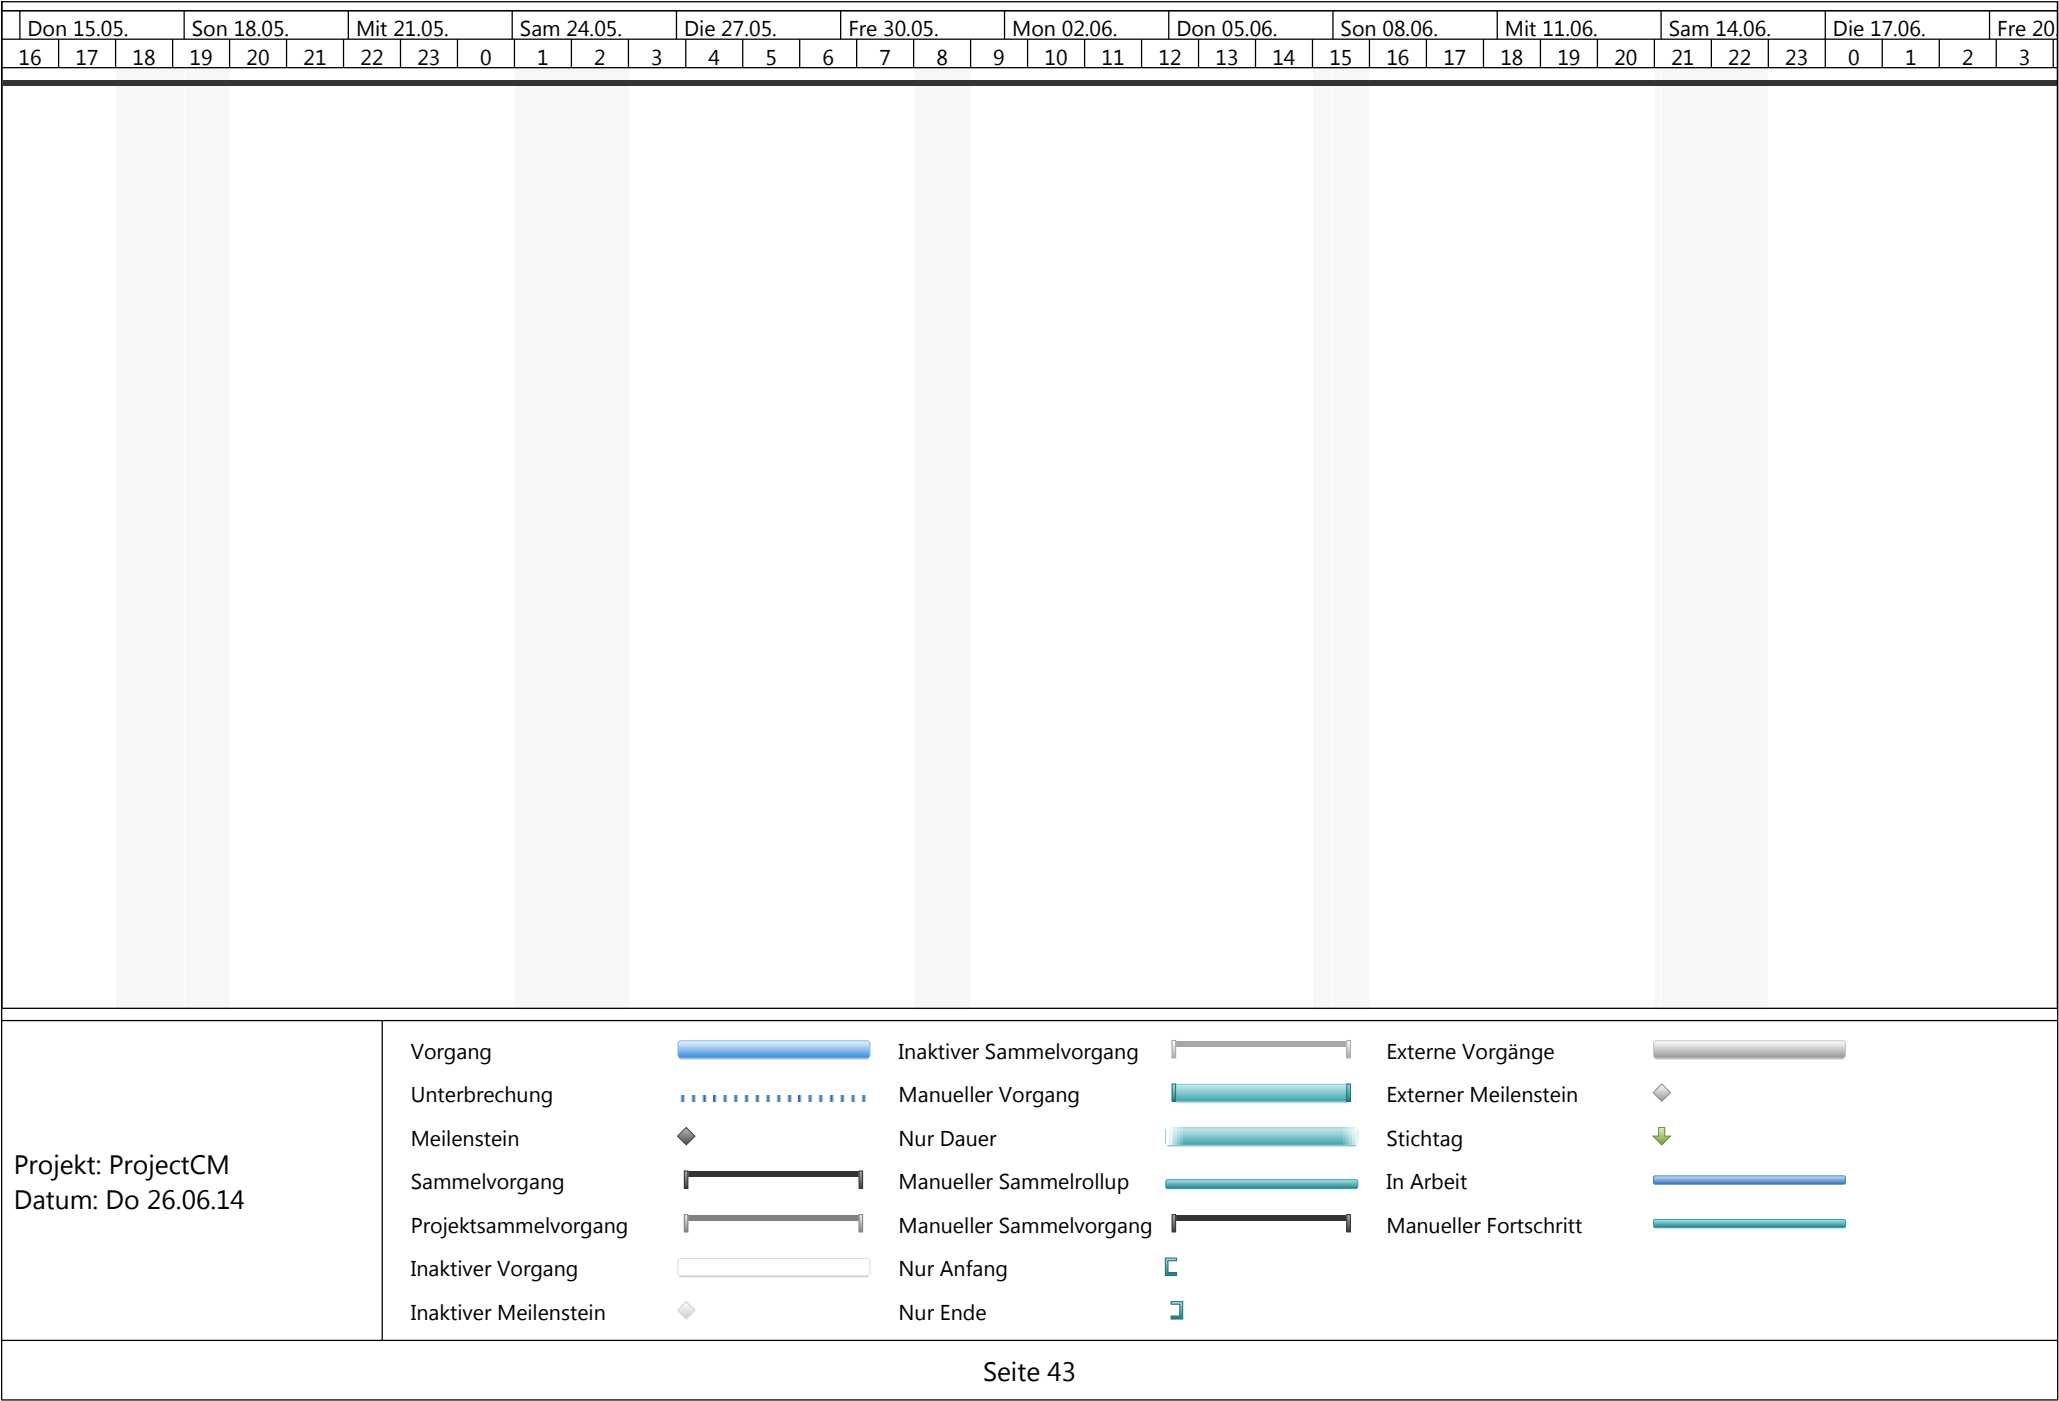 Don 15.05. Son 18.05. Mit 21.05. Sam 24.05. Die 27.05. Fre 30.05. Mon 02.06. Don 05.06. Son 08.06. Mit 11.06. Sam 14.06. Die 17.06. Fre 20.
16 17 18 19 20 21 22 23 0 1 2 3 4 5 6 7 8 9 10 11 12 13 14 15 16 17 18 19 20 21 22 23 0 1 2 3
Projekt: ProjectCM
Datum: Do 26.06.14
Vorgang
Unterbrechung
Meilenstein
Sammelvorgang
Projektsammelvorgang
Inaktiver Vorgang
Inaktiver Meilenstein
Inaktiver Sammelvorgang
Manueller Vorgang
Nur Dauer
Manueller Sammelrollup
Manueller Sammelvorgang
Nur Anfang
Nur Ende
Externe Vorgänge
Externer Meilenstein
Stichtag
In Arbeit
Manueller Fortschritt
Seite 43